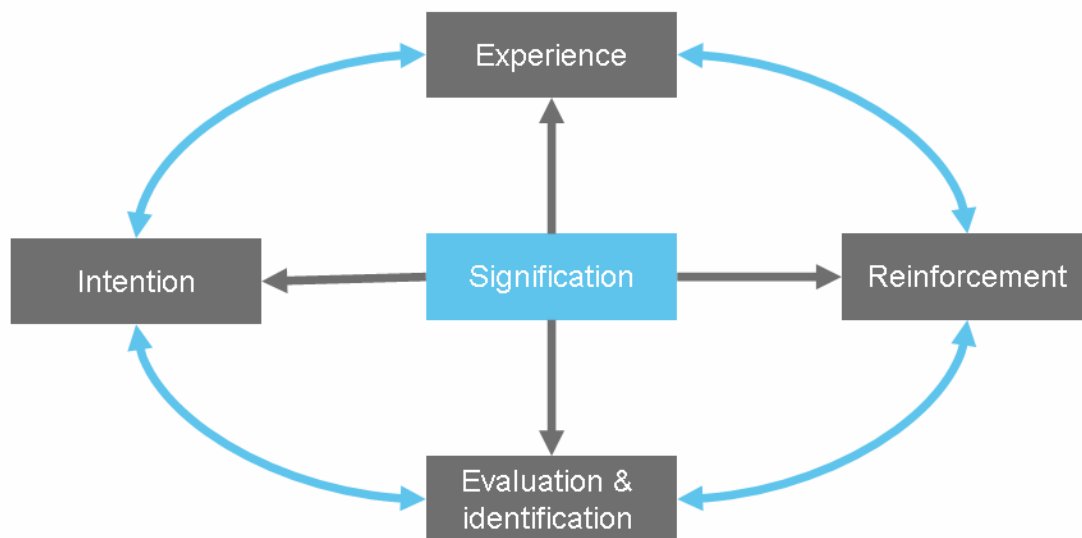 Experience
Intention
Signification
Reinforcement
Evaluation &
identification